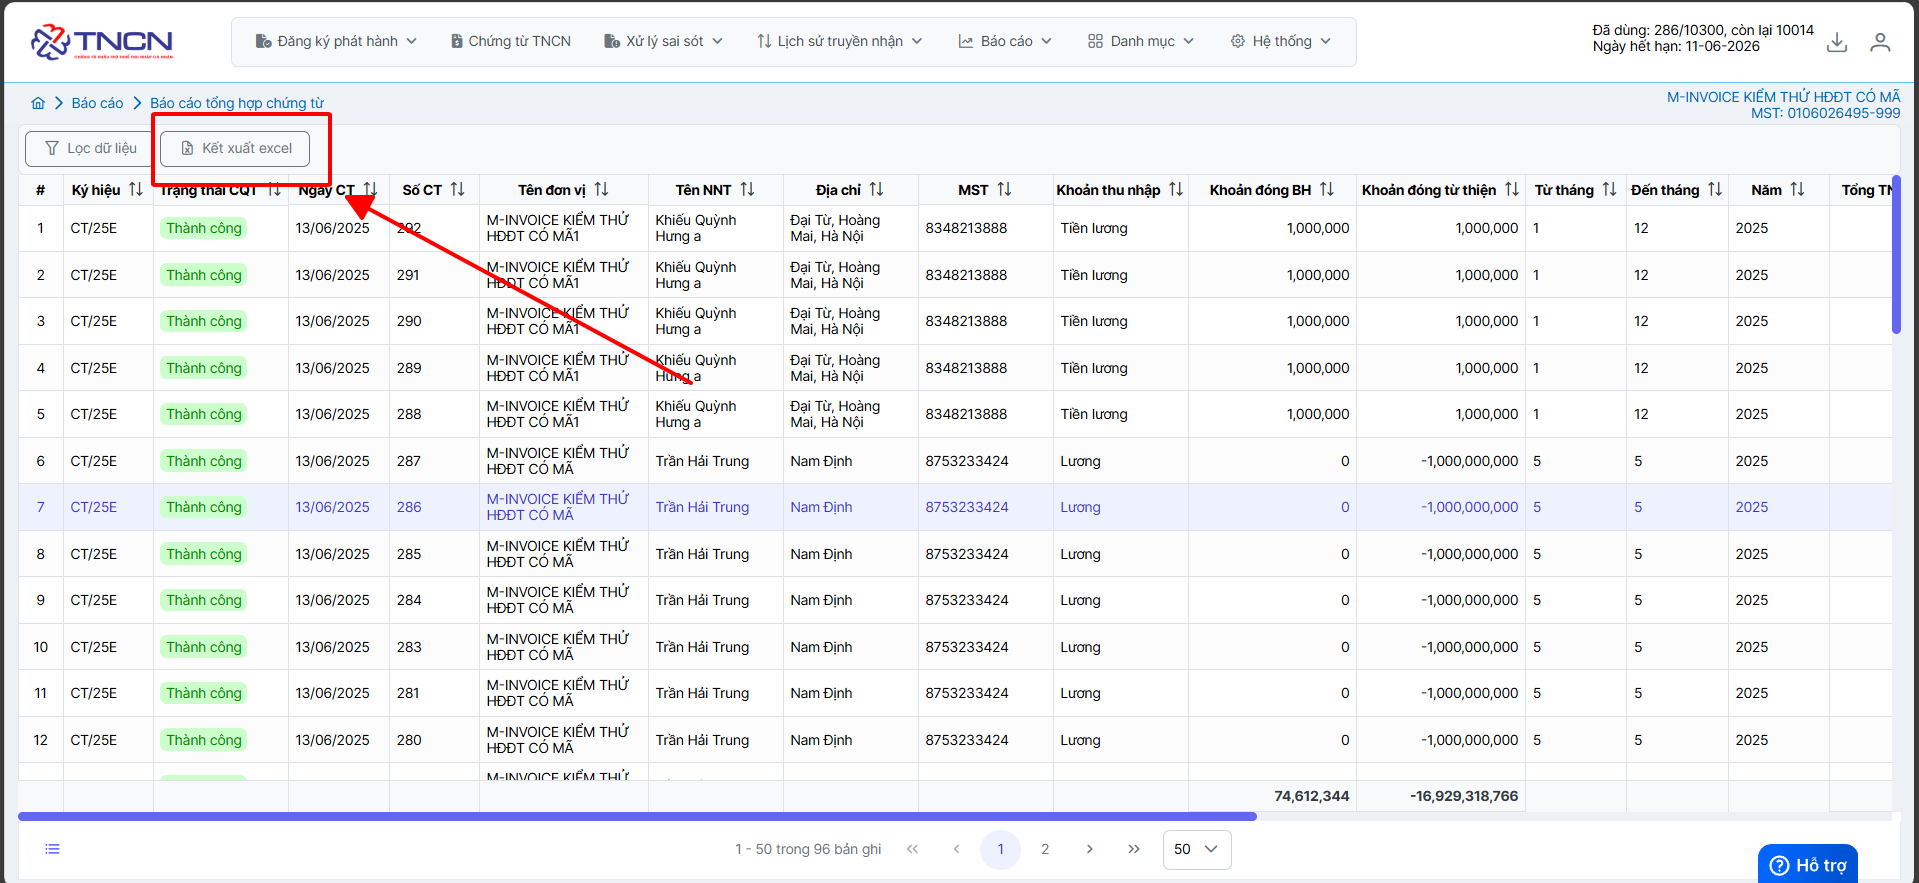 TNCN
CHỨNG TỪ KHẤU TRỪ THUẾ THU NHẬP CÁ NHÂN
Đăng ký phát hành
Chứng từ TNCN
Xử lý sai sót
Lịch sử truyền nhận
Báo cáo
Danh mục
Hệ thống
Đã dùng: 286/10300, còn lại 10014
Ngày hết hạn: 11-06-2026
Báo cáo
Báo cáo tổng hợp chứng từ
M-INVOICE KIỂM THỬ HĐĐT CÓ MÃ
MST: 0106026495-999
Lọc dữ liệu
Kết xuất excel
# Ký hiệu Trạng thái CQT Ngày CT Số CT Tên đơn vị Tên NNT Địa chỉ MST Khoản thu nhập Khoản đóng BH Khoản đóng từ thiện Từ tháng Đến tháng Năm Tổng TN
1 CT/25E Thành công 13/06/2025 292 M-INVOICE KIỂM THỬ HĐĐT CÓ MÃ1 Khiếu Quỳnh Hưng a Đại Từ, Hoàng Mai, Hà Nội 8348213888 Tiền lương 1,000,000 1,000,000 1 12 2025
2 CT/25E Thành công 13/06/2025 291 M-INVOICE KIỂM THỬ HĐĐT CÓ MÃ1 Khiếu Quỳnh Hưng a Đại Từ, Hoàng Mai, Hà Nội 8348213888 Tiền lương 1,000,000 1,000,000 1 12 2025
3 CT/25E Thành công 13/06/2025 290 M-INVOICE KIỂM THỬ HĐĐT CÓ MÃ1 Khiếu Quỳnh Hưng a Đại Từ, Hoàng Mai, Hà Nội 8348213888 Tiền lương 1,000,000 1,000,000 1 12 2025
4 CT/25E Thành công 13/06/2025 289 M-INVOICE KIỂM THỬ HĐĐT CÓ MÃ1 Khiếu Quỳnh Hưng a Đại Từ, Hoàng Mai, Hà Nội 8348213888 Tiền lương 1,000,000 1,000,000 1 12 2025
5 CT/25E Thành công 13/06/2025 288 M-INVOICE KIỂM THỬ HĐĐT CÓ MÃ1 Khiếu Quỳnh Hưng a Đại Từ, Hoàng Mai, Hà Nội 8348213888 Tiền lương 1,000,000 1,000,000 1 12 2025
6 CT/25E Thành công 13/06/2025 287 M-INVOICE KIỂM THỬ HĐĐT CÓ MÃ Trần Hải Trung Nam Định 8753233424 Lương 0 -1,000,000,000 5 5 2025
7 CT/25E Thành công 13/06/2025 286 M-INVOICE KIỂM THỬ HĐĐT CÓ MÃ Trần Hải Trung Nam Định 8753233424 Lương 0 -1,000,000,000 5 5 2025
8 CT/25E Thành công 13/06/2025 285 M-INVOICE KIỂM THỬ HĐĐT CÓ MÃ Trần Hải Trung Nam Định 8753233424 Lương 0 -1,000,000,000 5 5 2025
9 CT/25E Thành công 13/06/2025 284 M-INVOICE KIỂM THỬ HĐĐT CÓ MÃ Trần Hải Trung Nam Định 8753233424 Lương 0 -1,000,000,000 5 5 2025
10 CT/25E Thành công 13/06/2025 283 M-INVOICE KIỂM THỬ HĐĐT CÓ MÃ Trần Hải Trung Nam Định 8753233424 Lương 0 -1,000,000,000 5 5 2025
11 CT/25E Thành công 13/06/2025 281 M-INVOICE KIỂM THỬ HĐĐT CÓ MÃ Trần Hải Trung Nam Định 8753233424 Lương 0 -1,000,000,000 5 5 2025
12 CT/25E Thành công 13/06/2025 280 M-INVOICE KIỂM THỬ HĐĐT CÓ MÃ Trần Hải Trung Nam Định 8753233424 Lương 0 -1,000,000,000 5 5 2025
M-INVOICE KIỂM THỬ
74,612,344 -16,929,318,766
1 - 50 trong 96 bản ghi
1 2
50
Hỗ trợ